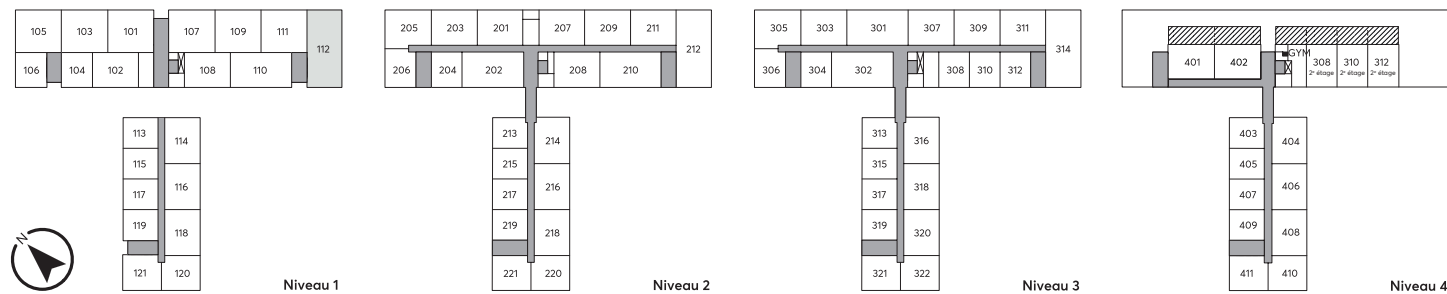 105 103 101 107 109 111 112
106 104 102 108 110
113 114
115
116
117
119 118
121 120
N
Niveau 1
205 203 201 207 209 211 212
206 204 202 208 210
213 214
215
216
217
219 218
221 220
Niveau 2
305 303 301 307 309 311 314
306 304 302 308 310 312
313 316
315
317 318
319 320
321 322
Niveau 3
GYM
401 402 308 310 312
2e étage 2e étage 2e étage
403 404
405
407 406
409 408
411 410
Niveau 4